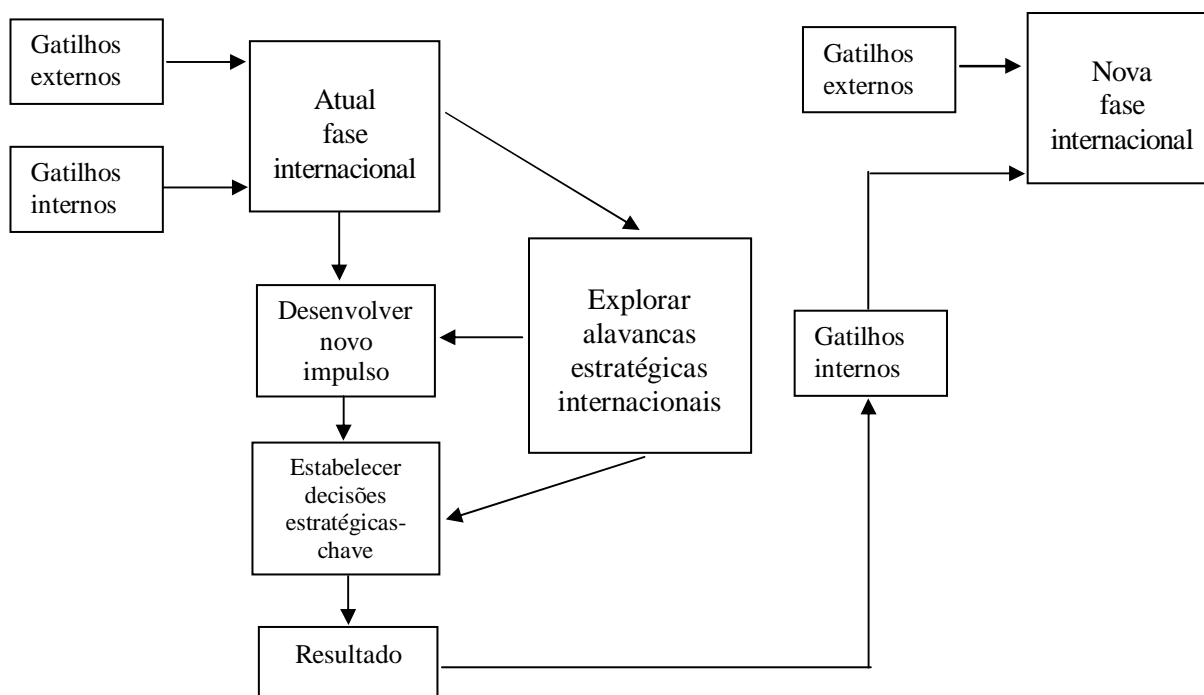 Gatilhos
externos
Atual
fase
internacional
Gatilhos
internos
Desenvolver
novo
impulso
Explorar
alavancas
estratégicas
internacionais
Estabelecer
decisões
estratégicas-
chave
Resultado
Gatilhos
externos
Nova
fase
internacional
Gatilhos
internos